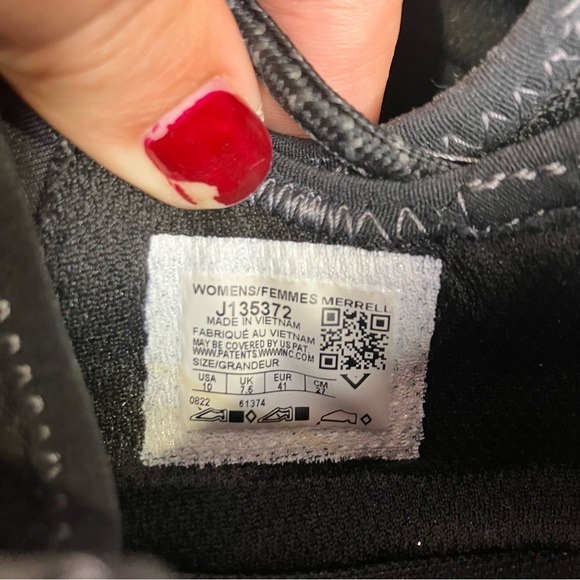 WOMENS/FEMMES MERRELL
J135372
MADE IN VIETNAM
FABRIQUÉ AU VIETNAM
MAY BE COVERED BY US PAT
WWW.PATENTS.WWWINC.COM
SIZE/GRANDEUR
USA UK EUR CM
10 7.5 41 27
0822 61374